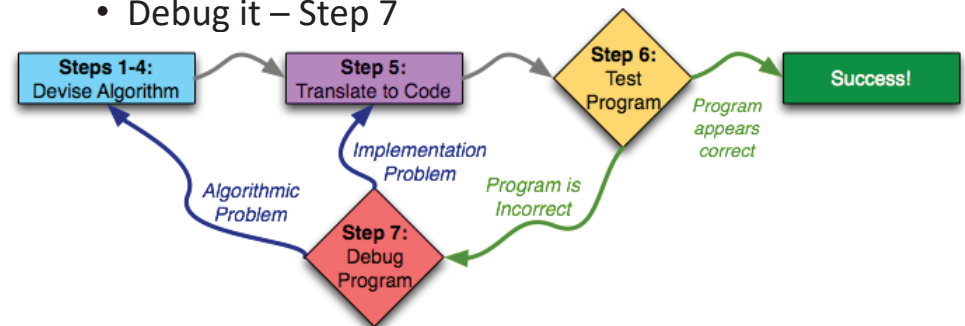 • Debug it – Step 7
Steps 1-4:
Devise Algorithm
Step 5:
Translate to Code
Step 6:
Test
Program
Success!
Program
appears
correct
Implementation
Problem
Program is
Incorrect
Algorithmic
Problem
Step 7:
Debug
Program